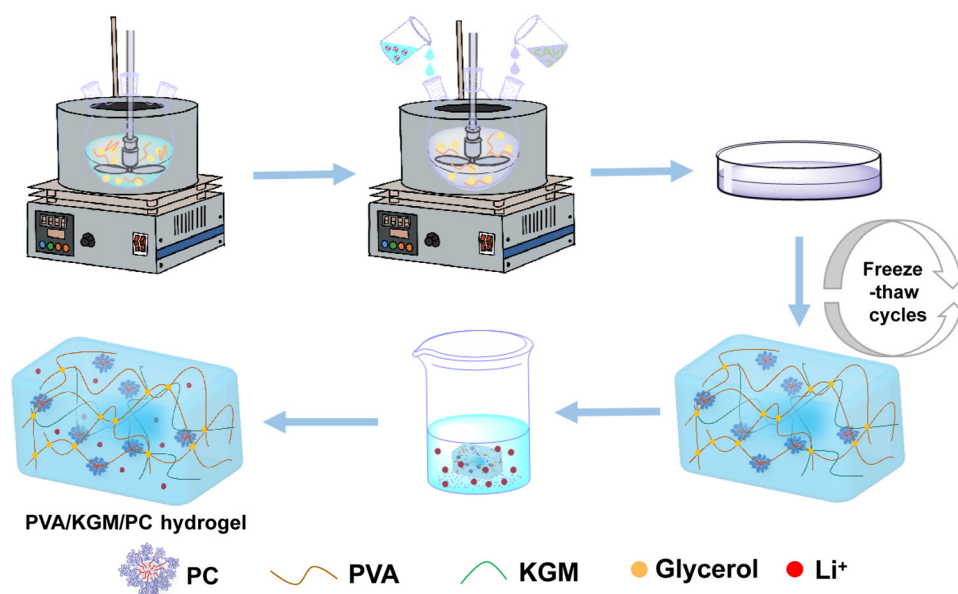 Freeze
-thaw
cycles
PVA/KGM/PC hydrogel
PC
PVA
KGM
Glycerol
Li⁺